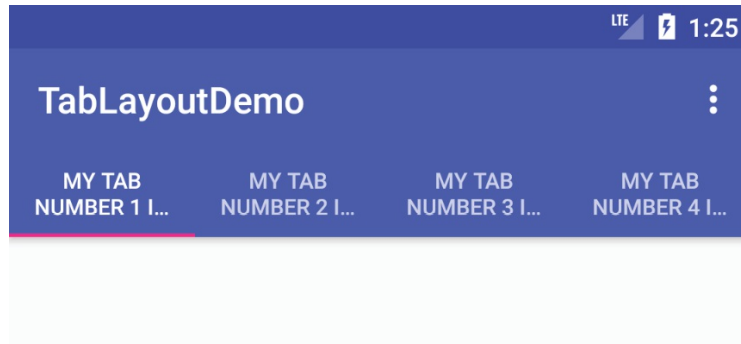 LTE 1:25
TabLayoutDemo
MY TAB MY TAB MY TAB MY TAB
NUMBER 1 I... NUMBER 2 I... NUMBER 3 I... NUMBER 4 I...